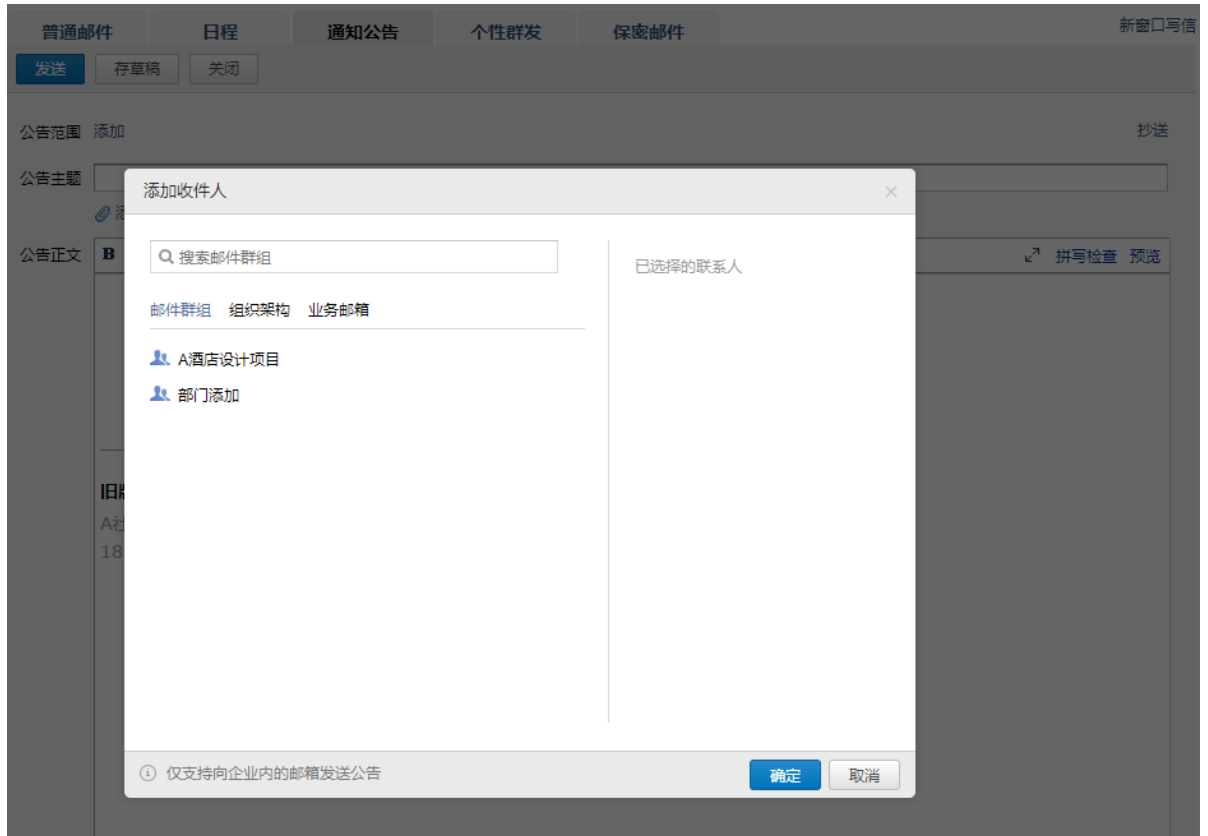 普通邮件 日程 通知公告 个性群发 保密邮件 新窗口写信
发送 存草稿 关闭
公告范围 添加 抄送
公告主题
添加收件人
公告正文 B 拼写检查 预览
搜索邮件群组
已选择的联系人
邮件群组 组织架构 业务邮箱
A酒店设计项目
部门添加
旧版
A社
18
仅支持向企业内的邮箱发送公告
确定 取消